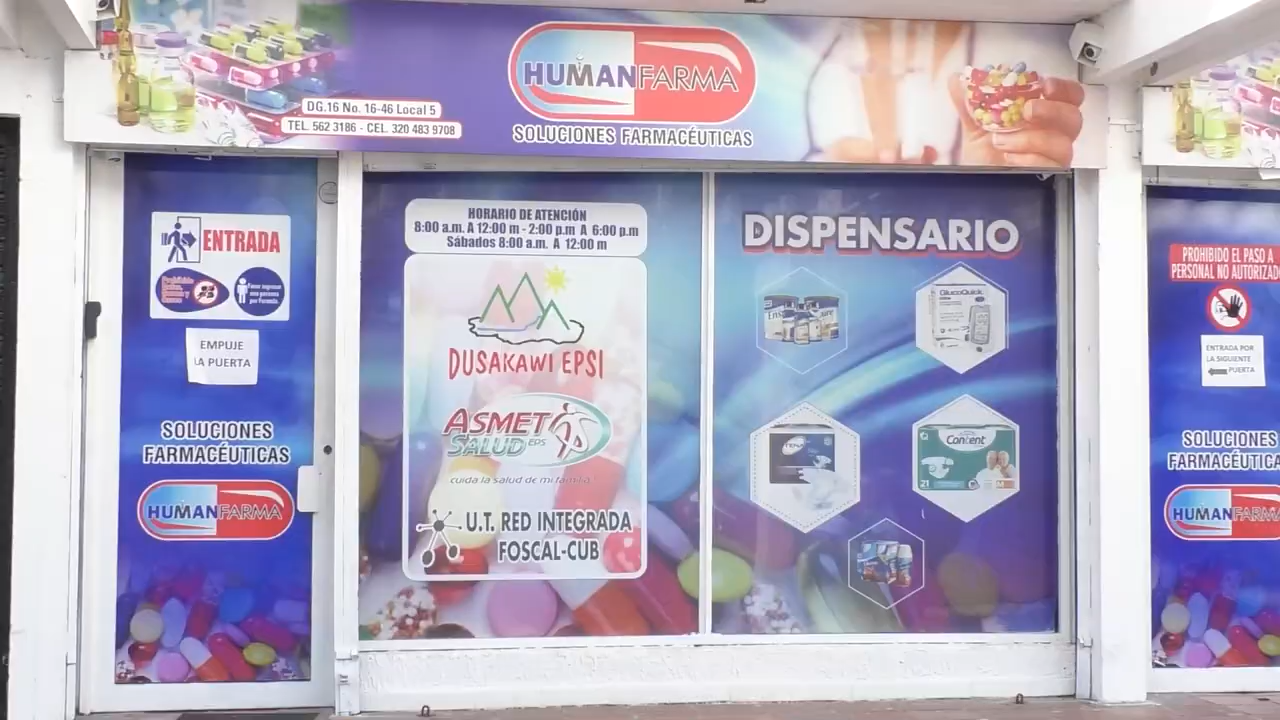 DG.16 No. 16-46 Local 5
TEL. 562 3186 - CEL. 320 483 9708
HUMANFARMA
SOLUCIONES FARMACÉUTICAS
ENTRADA
EMPUJE
LA PUERTA
SOLUCIONES
FARMACÉUTICAS
HUMANFARMA
HORARIO DE ATENCIÓN
8:00 a.m. A 12:00 m - 2:00 p.m A 6:00 p.m
Sábados 8:00 a.m. A 12:00 m
DUSAKAWI EPSI
ASMET
SALUD EPS
cuida la salud de mi familia
U.T. RED INTEGRADA
FOSCAL-CUB
DISPENSARIO
GlucoQuick
TENA
Content
21
M
PROHIBIDO EL PASO A
PERSONAL NO AUTORIZADO
ENTRADA POR
LA SIGUIENTE
PUERTA
SOLUCIONES
FARMACÉUTICA
HUMANFARMA